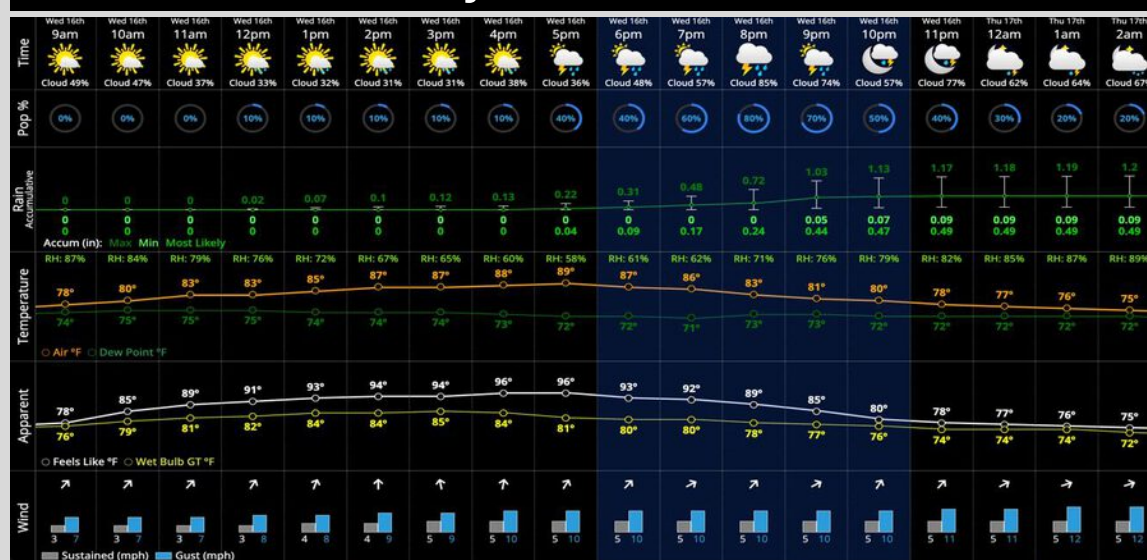 Time
Wed 16th Wed 16th Wed 16th Wed 16th Wed 16th Wed 16th Wed 16th Wed 16th Wed 16th Wed 16th Wed 16th Wed 16th Wed 16th Wed 16th Wed 16th Thu 17th Thu 17th Thu 17th
9am 10am 11am 12pm 1pm 2pm 3pm 4pm 5pm 6pm 7pm 8pm 9pm 10pm 11pm 12am 1am 2am
Cloud 49% Cloud 47% Cloud 37% Cloud 33% Cloud 32% Cloud 31% Cloud 31% Cloud 38% Cloud 36% Cloud 48% Cloud 57% Cloud 85% Cloud 74% Cloud 57% Cloud 77% Cloud 62% Cloud 64% Cloud 67%
Pop %
0% 0% 0% 10% 10% 10% 10% 10% 40% 40% 60% 80% 70% 50% 40% 30% 20% 20%
Rain
Accumulative
0 0 0 0.02 0.07 0.1 0.12 0.13 0.22 0.31 0.48 0.72 1.03 1.13 1.17 1.18 1.19 1.2
0 0 0 0 0 0 0 0 0 0 0 0 0.05 0.07 0.09 0.09 0.09 0.09
0 0 0 0 0 0 0 0 0.04 0.09 0.17 0.24 0.44 0.47 0.49 0.49 0.49 0.49
Accum (in): Max Min Most Likely
Temperature
RH: 87% RH: 84% RH: 79% RH: 76% RH: 72% RH: 67% RH: 65% RH: 60% RH: 58% RH: 61% RH: 62% RH: 71% RH: 76% RH: 79% RH: 82% RH: 85% RH: 87% RH: 89%
78° 80° 83° 83° 85° 87° 87° 88° 89° 87° 86° 83° 81° 80° 78° 77° 76° 75°
74° 75° 75° 75° 74° 74° 74° 73° 72° 72° 71° 73° 73° 72° 72° 72° 72° 72°
Air °F Dew Point °F
Apparent
78° 85° 89° 91° 93° 94° 94° 96° 96° 93° 92° 89° 85° 80° 78° 77° 76° 75°
76° 79° 81° 82° 84° 84° 85° 84° 81° 80° 80° 78° 77° 76° 74° 74° 74° 72°
Feels Like °F Wet Bulb GT °F
Wind
3 7 3 7 3 7 3 8 4 8 4 9 5 9 5 10 5 10 5 10 5 10 5 10 5 10 5 10 5 11 5 11 5 12 5 12
Sustained (mph) Gust (mph)